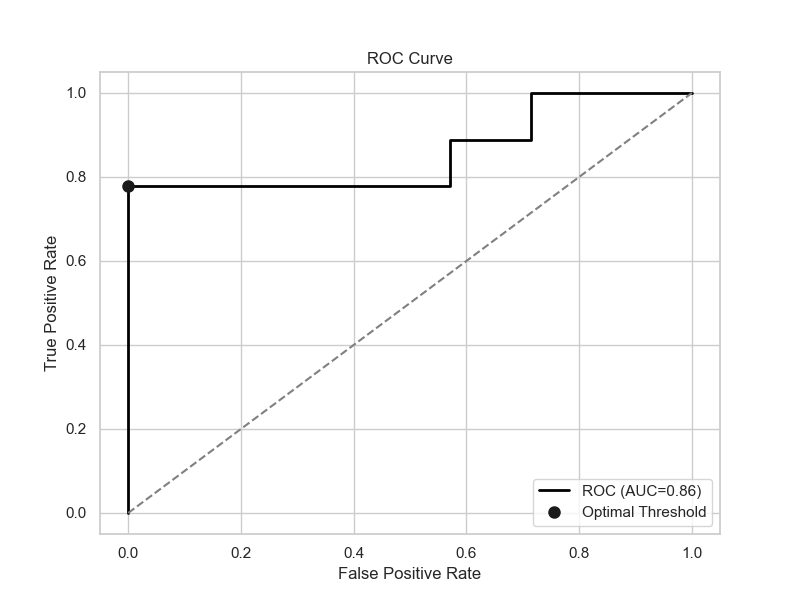 ROC Curve
True Positive Rate
1.0
0.8
0.6
0.4
0.2
0.0
ROC (AUC=0.86)
Optimal Threshold
0.0 0.2 0.4 0.6 0.8 1.0
False Positive Rate